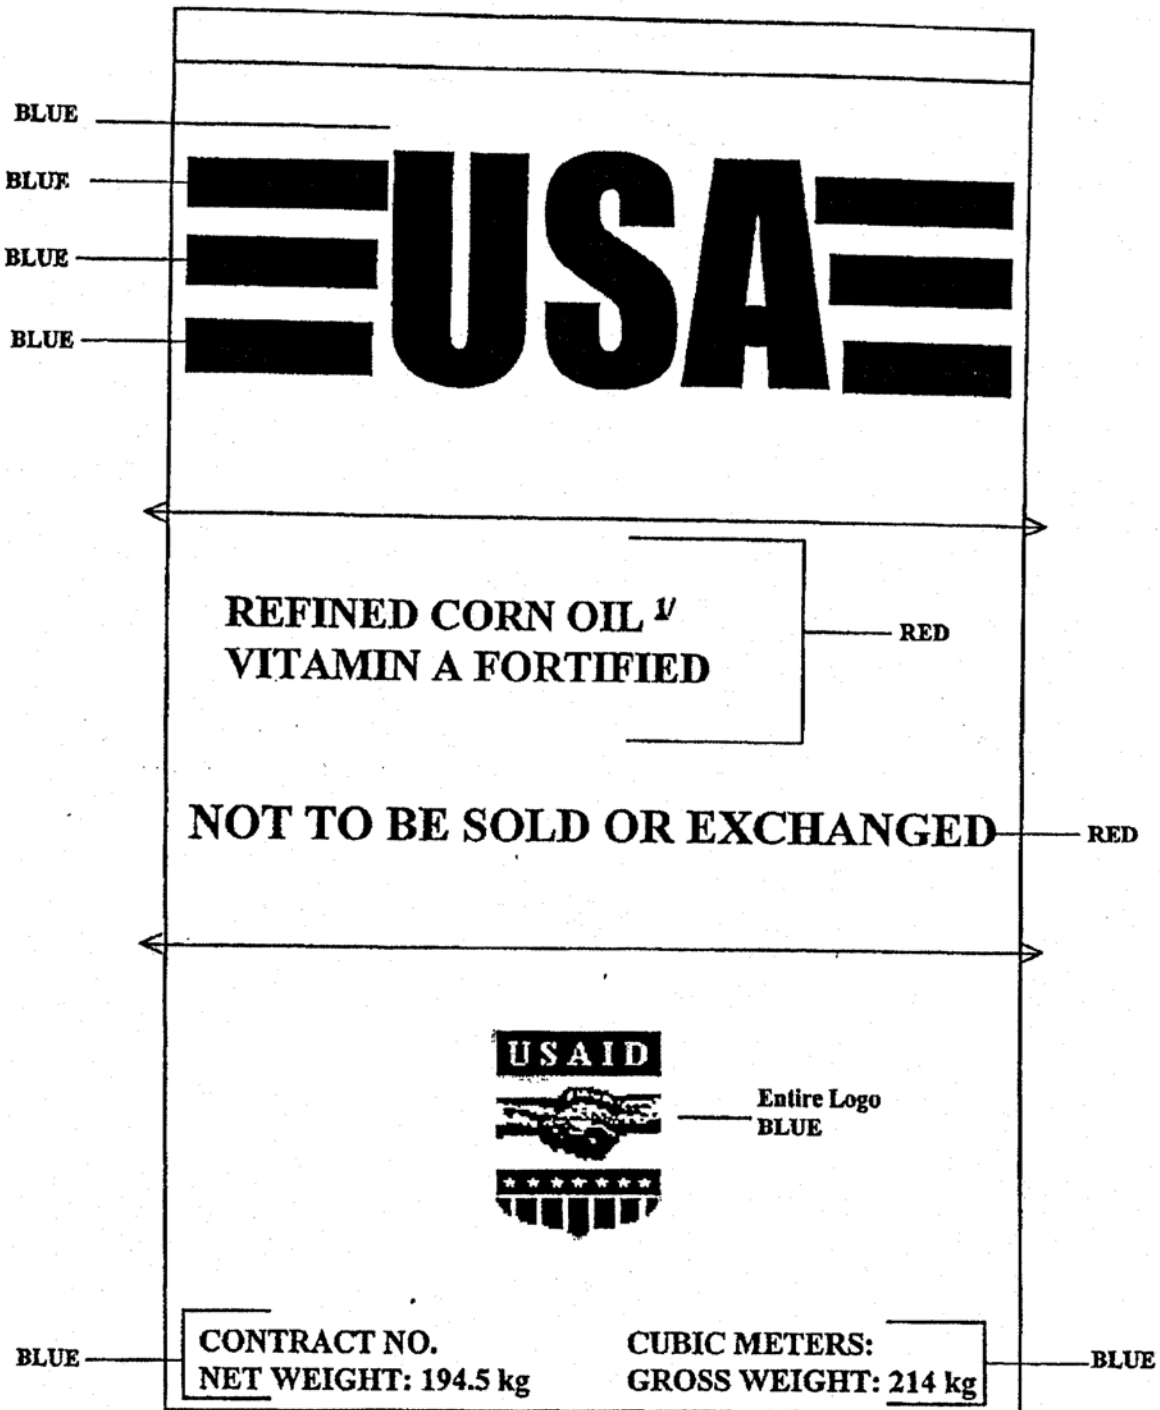 BLUE
BLUE
BLUE
BLUE
USA
REFINED CORN OIL 1/
VITAMIN A FORTIFIED
RED
NOT TO BE SOLD OR EXCHANGED
RED
USAID
Entire Logo
BLUE
BLUE
CONTRACT NO.
NET WEIGHT: 194.5 kg
CUBIC METERS:
GROSS WEIGHT: 214 kg
BLUE